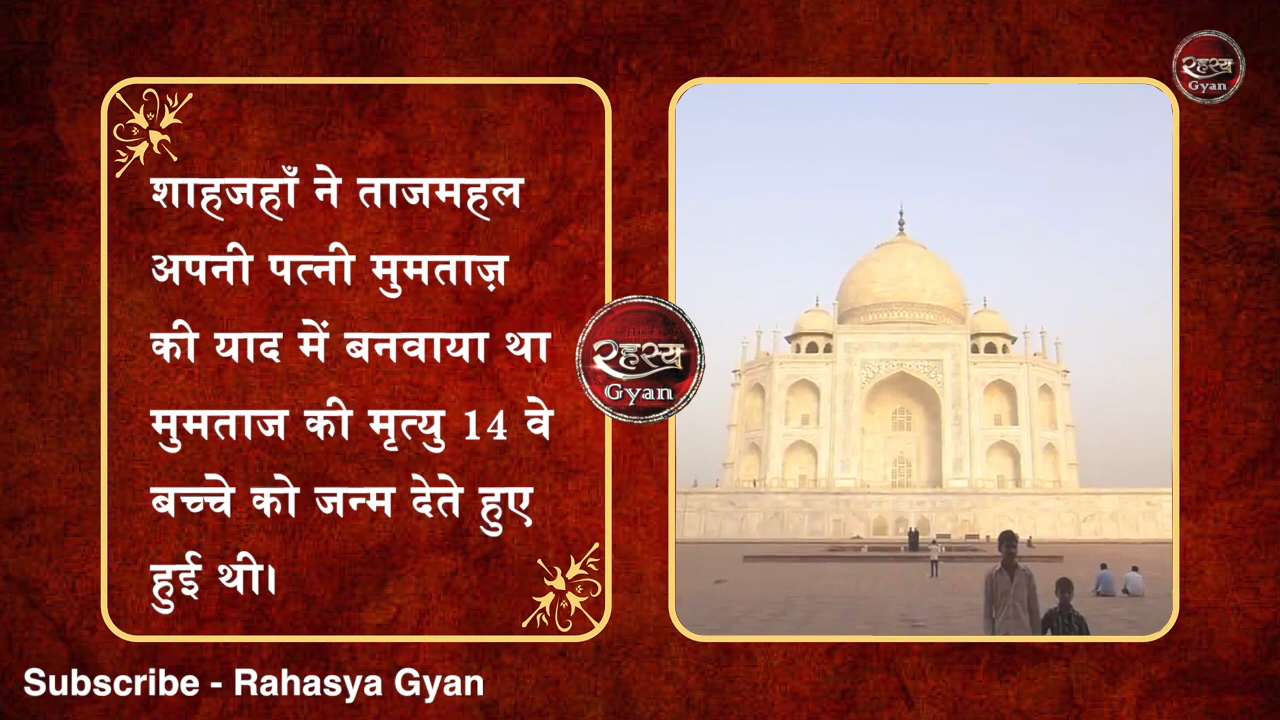 रहस्य
Gyan
शाहजहाँ ने ताजमहल
अपनी पत्नी मुमताज़
की याद में बनवाया था
मुमताज की मृत्यु 14 वे
बच्चे को जन्म देते हुए
हुई थी।
रहस्य
Gyan
Subscribe - Rahasya Gyan